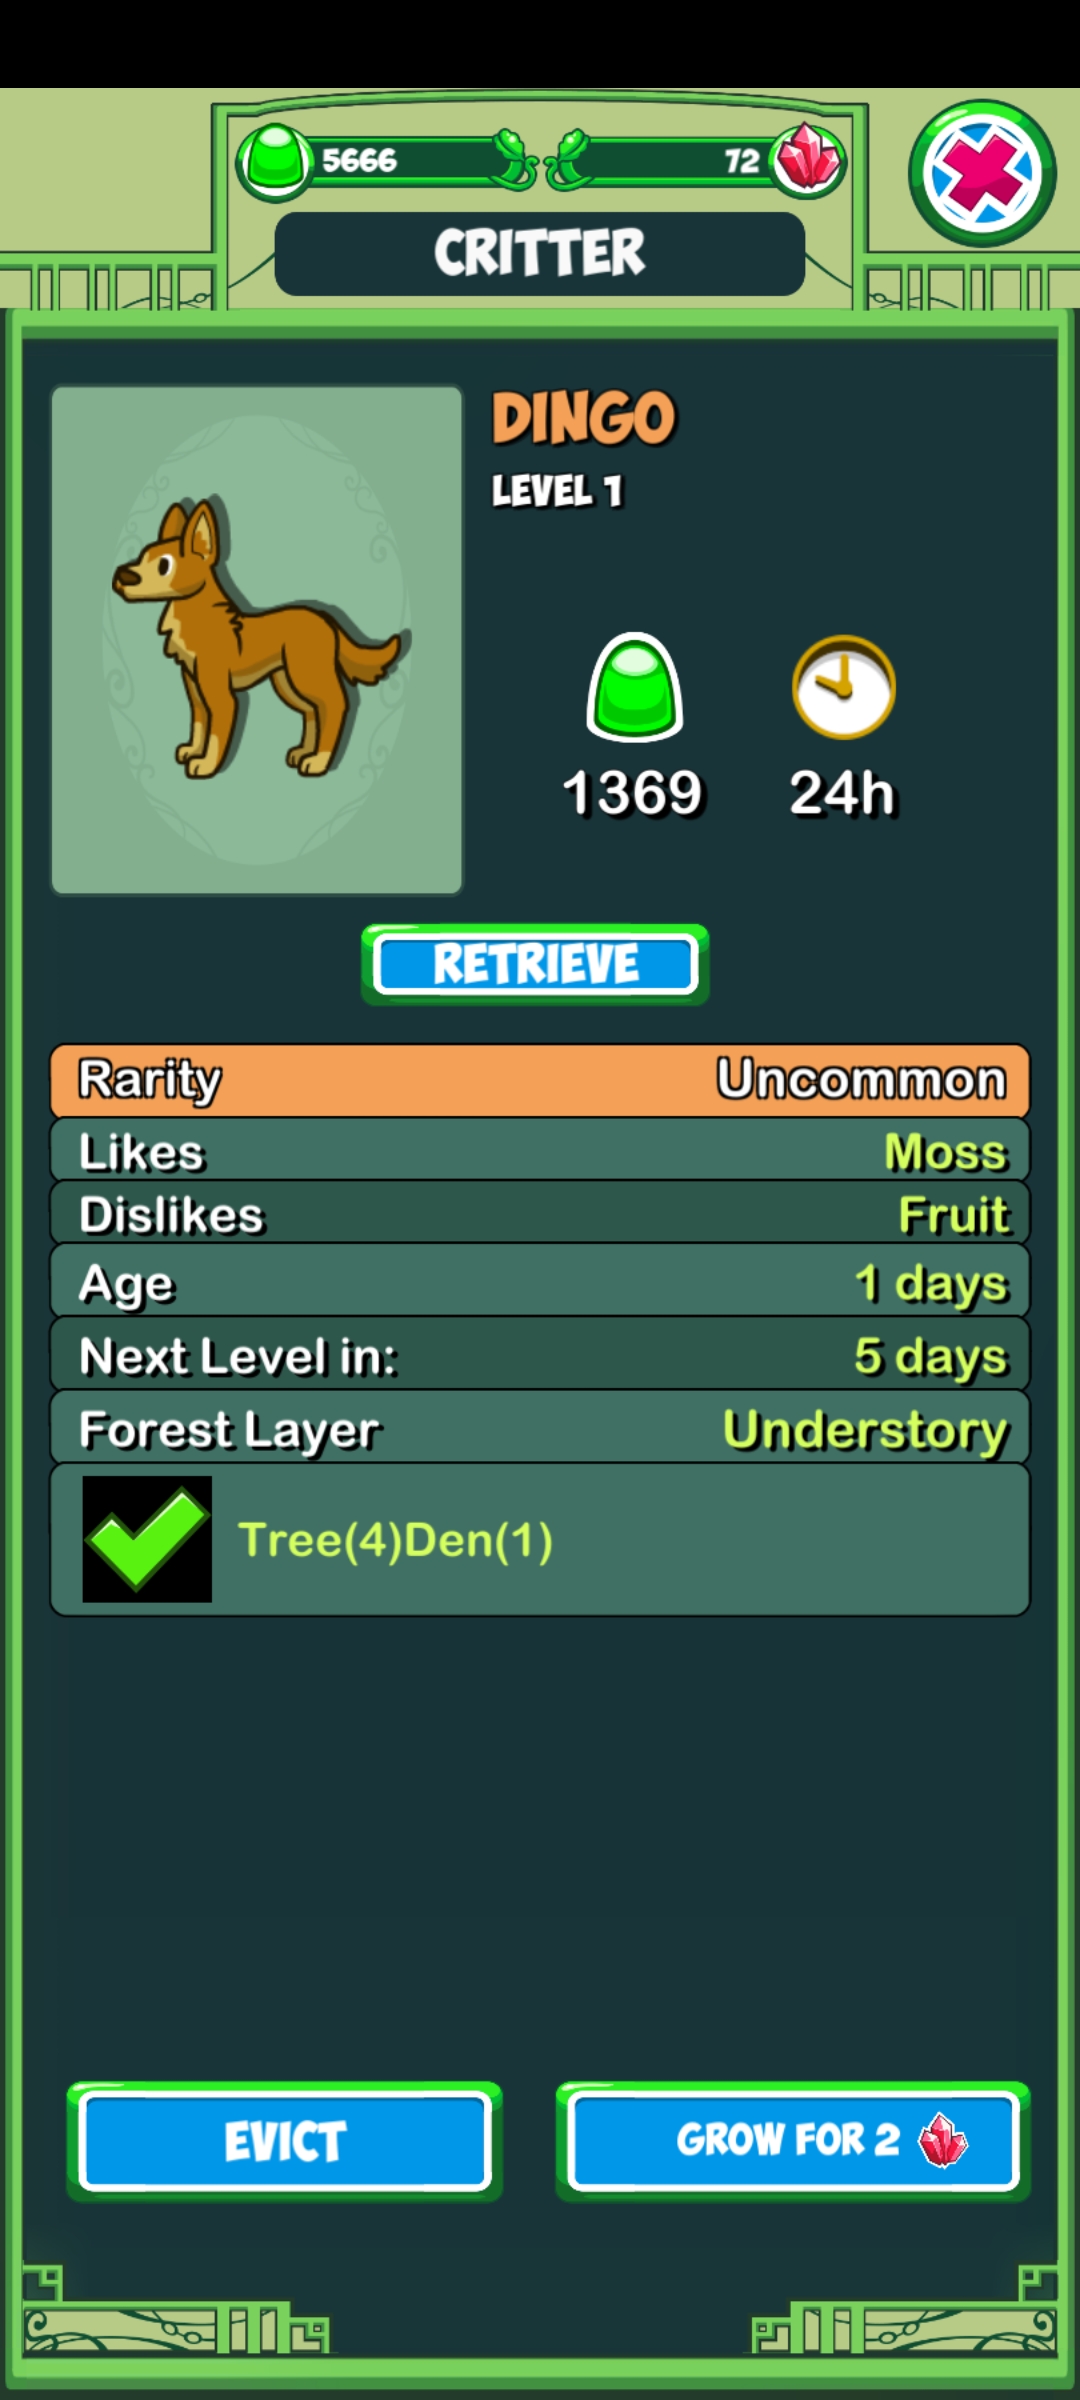 5666 72
CRITTER
DINGO
LEVEL 1
1369 24h
RETRIEVE
Rarity Uncommon
Likes Moss
Dislikes Fruit
Age 1 days
Next Level in: 5 days
Forest Layer Understory
Tree(4)Den(1)
EVICT GROW FOR 2